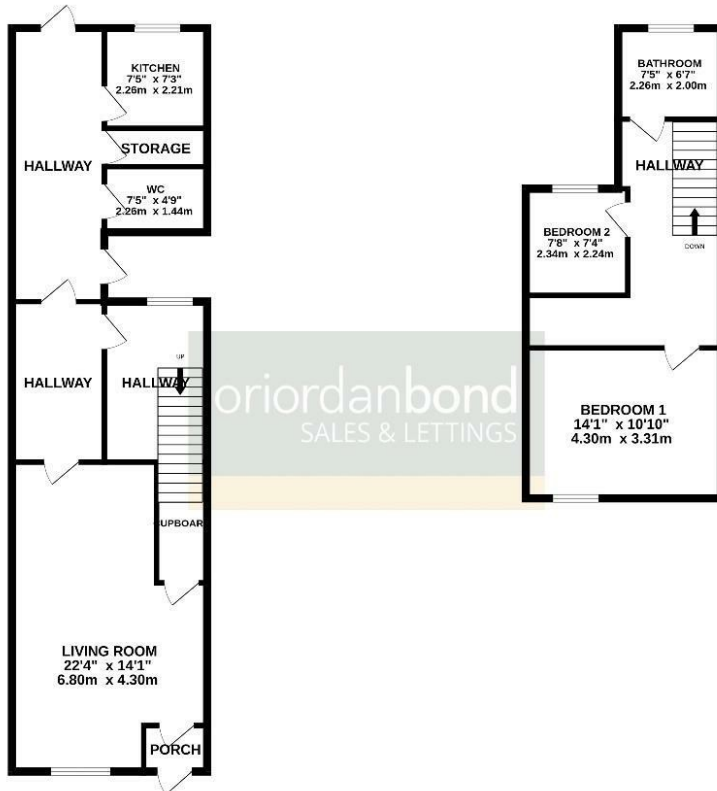 KITCHEN
7'5" x 7'3"
2.26m x 2.21m
STORAGE
HALLWAY
WC
7'5" x 4'9"
2.26m x 1.44m
HALLWAY
UP
HALLWAY
CUPBOAR
LIVING ROOM
22'4" x 14'1"
6.80m x 4.30m
PORCH
oriordanbond
SALES & LETTINGS
BATHROOM
7'5" x 6'7"
2.26m x 2.00m
HALLWAY
BEDROOM 2
7'8" x 7'4"
2.34m x 2.24m
DOWN
BEDROOM 1
14'1" x 10'10"
4.30m x 3.31m